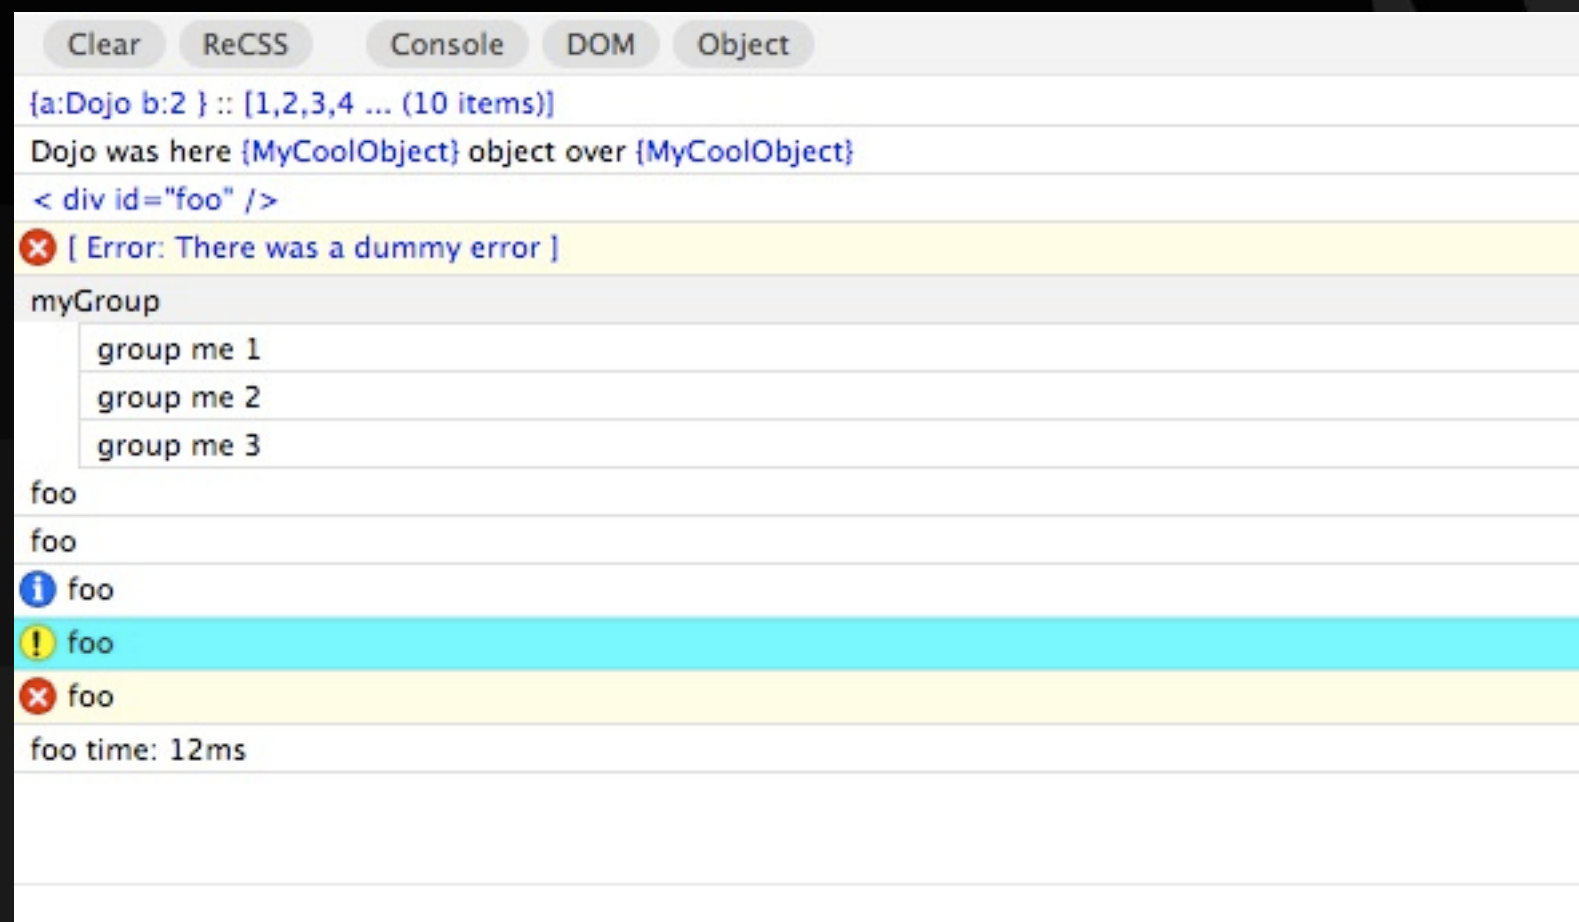 Clear ReCSS Console DOM Object
{a:Dojo b:2 } :: [1,2,3,4 ... (10 items)]
Dojo was here {MyCoolObject} object over {MyCoolObject}
< div id="foo" />
[ Error: There was a dummy error ]
myGroup
group me 1
group me 2
group me 3
foo
foo
foo
foo
foo
foo time: 12ms